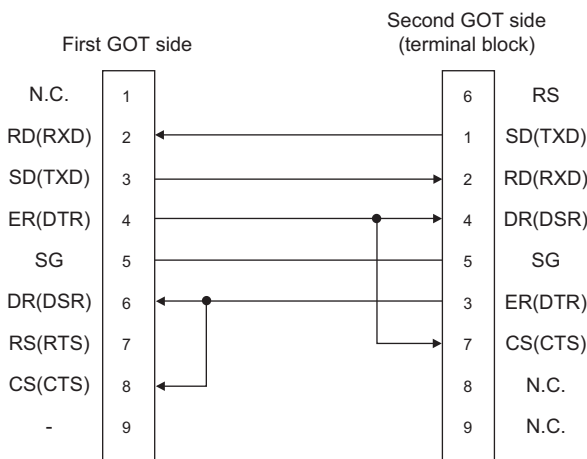 First GOT side
Second GOT side
(terminal block)
N.C. 1 6 RS
RD(RXD) 2 1 SD(TXD)
SD(TXD) 3 2 RD(RXD)
ER(DTR) 4 4 DR(DSR)
SG 5 5 SG
DR(DSR) 6 3 ER(DTR)
RS(RTS) 7 7 CS(CTS)
CS(CTS) 8 8 N.C.
- 9 9 N.C.